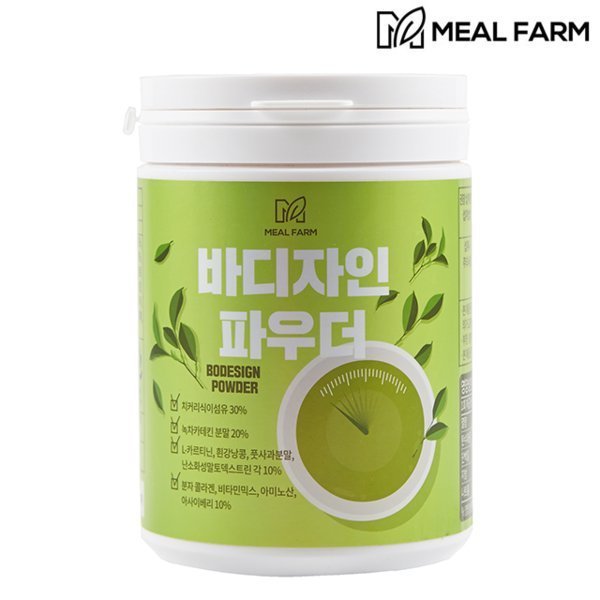 MEAL FARM
MEAL FARM
바디자인
파우더
BODESIGN
POWDER
치커리식이섬유 30%
녹차카테킨 분말 20%
L-카르티닌, 흰강낭콩, 풋사과분말,
난소화성말토덱스트린 각 10%
분자 콜라겐, 비타민믹스, 아미노산,
아사이베리 10%